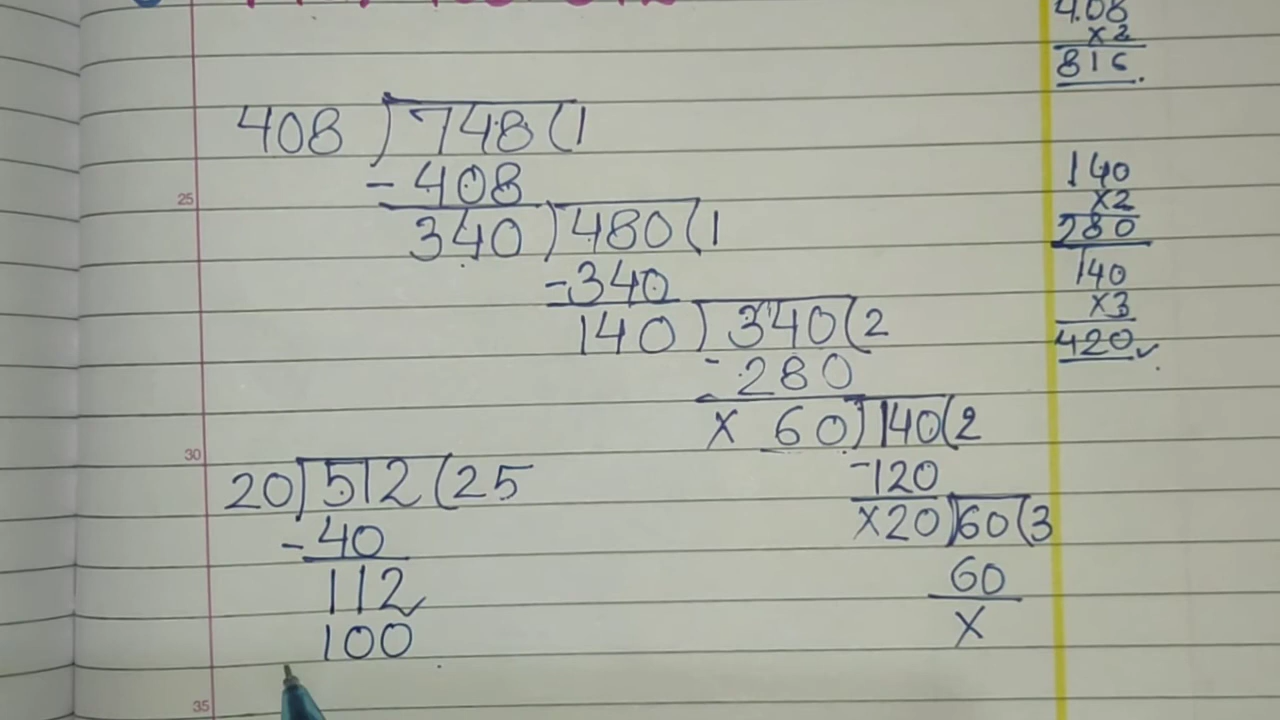 408 ) 748 ( 1
- 408
340 ) 480 ( 1
- 340
140 ) 340 ( 2
- 280
x 60 ) 140 ( 2
- 120
x 20 ) 60 ( 3
60
x
20 ) 512 ( 25
- 40
112
100
408
x2
816
140
x2
280
140
x3
420 ✓
25
30
35